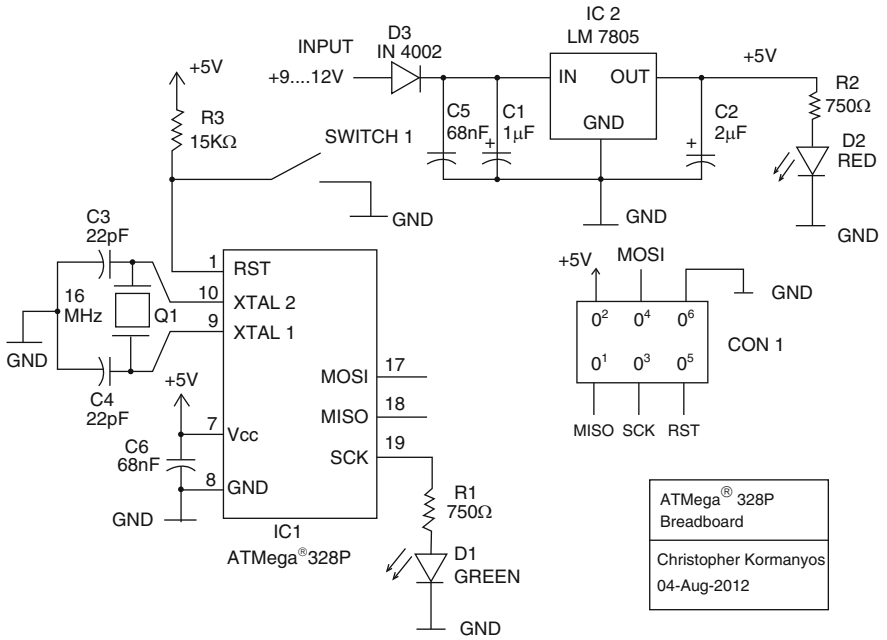 IC 2
LM 7805
D3
IN 4002
INPUT
+9....12V
IN
OUT
GND
+5V
C5
68nF
C1
1μF
+
C2
2μF
+
R2
750Ω
D2
RED
GND
GND
+5V
R3
15KΩ
SWITCH 1
GND
C3
22pF
16
MHz
Q1
GND
C4
22pF
1
RST
10
XTAL 2
9
XTAL 1
MOSI
17
MISO
18
SCK
19
+5V
7
Vcc
C6
68nF
8
GND
GND
IC1
ATMega® 328P
R1
750Ω
D1
GREEN
GND
+5V
MOSI
GND
0² 0⁴ 0⁶
0¹ 0³ 0⁵
CON 1
MISO SCK RST
ATMega® 328P
Breadboard
Christopher Kormanyos
04-Aug-2012